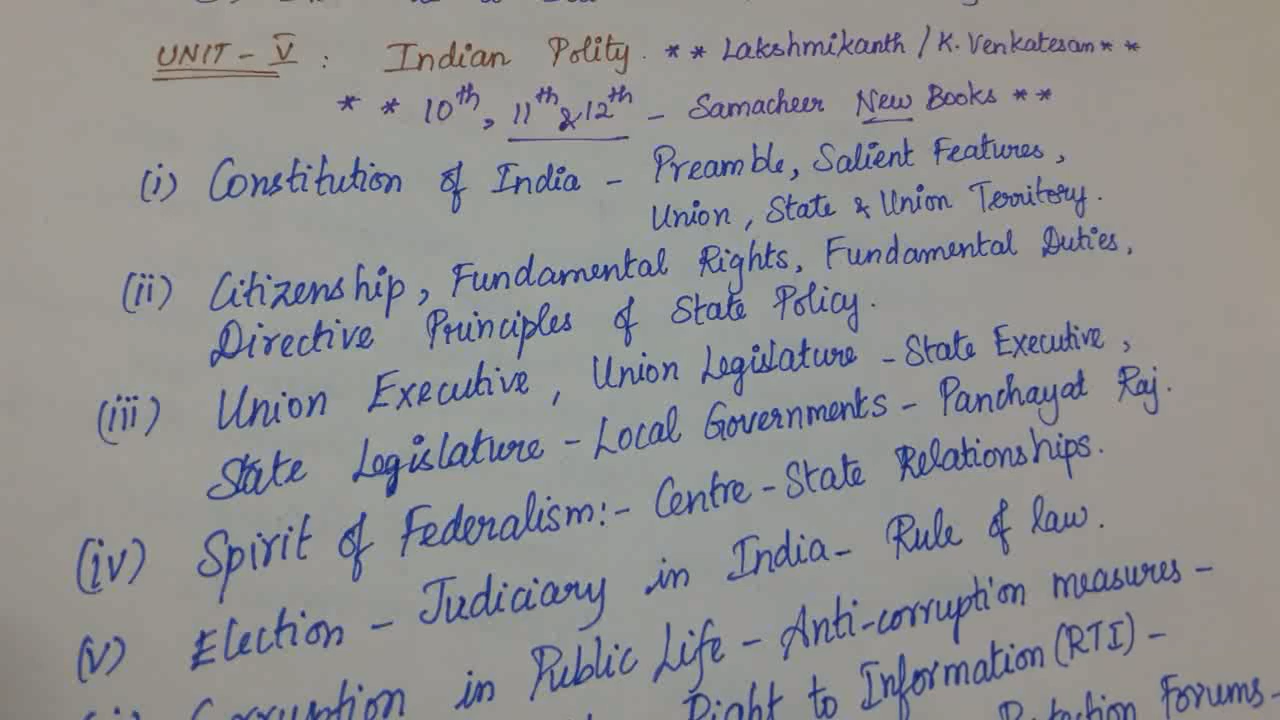 UNIT - V : Indian Polity. * * Lakshmikanth / K. Venkatesan * *
* * 10th, 11th & 12th - Samacheer New Books * *
(i) Constitution of India - Preamble, Salient Features,
Union, State & Union Territory.
(ii) Citizenship, Fundamental Rights, Fundamental Duties,
Directive Principles of State Policy.
(iii) Union Executive, Union Legislature - State Executive,
State Legislature - Local Governments - Panchayat Raj.
(iv) Spirit of Federalism:- Centre - State Relationships.
(v) Election - Judiciary in India - Rule of law.
Corruption in Public Life - Anti-corruption measures -
Right to Information (RTI) -
Forums -